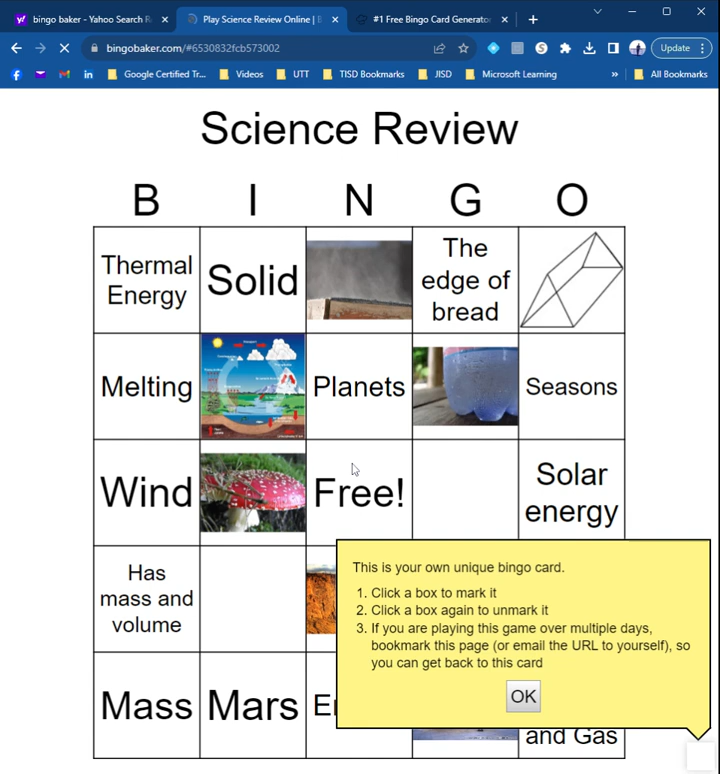 bingo baker - Yahoo Search R
Play Science Review Online | B
#1 Free Bingo Card Generator
bingobaker.com/#6530832fcb573002
Update
Google Certified Tr...
Videos
UTT
TISD Bookmarks
JISD
Microsoft Learning
»
All Bookmarks
Science Review
B I N G O
Thermal
Energy
Solid
The
edge of
bread
Melting
Planets
Seasons
Wind
Free!
Solar
energy
Has
mass and
volume
Mass
Mars
and Gas
This is your own unique bingo card.
1. Click a box to mark it
2. Click a box again to unmark it
3. If you are playing this game over multiple days,
bookmark this page (or email the URL to yourself), so
you can get back to this card
OK